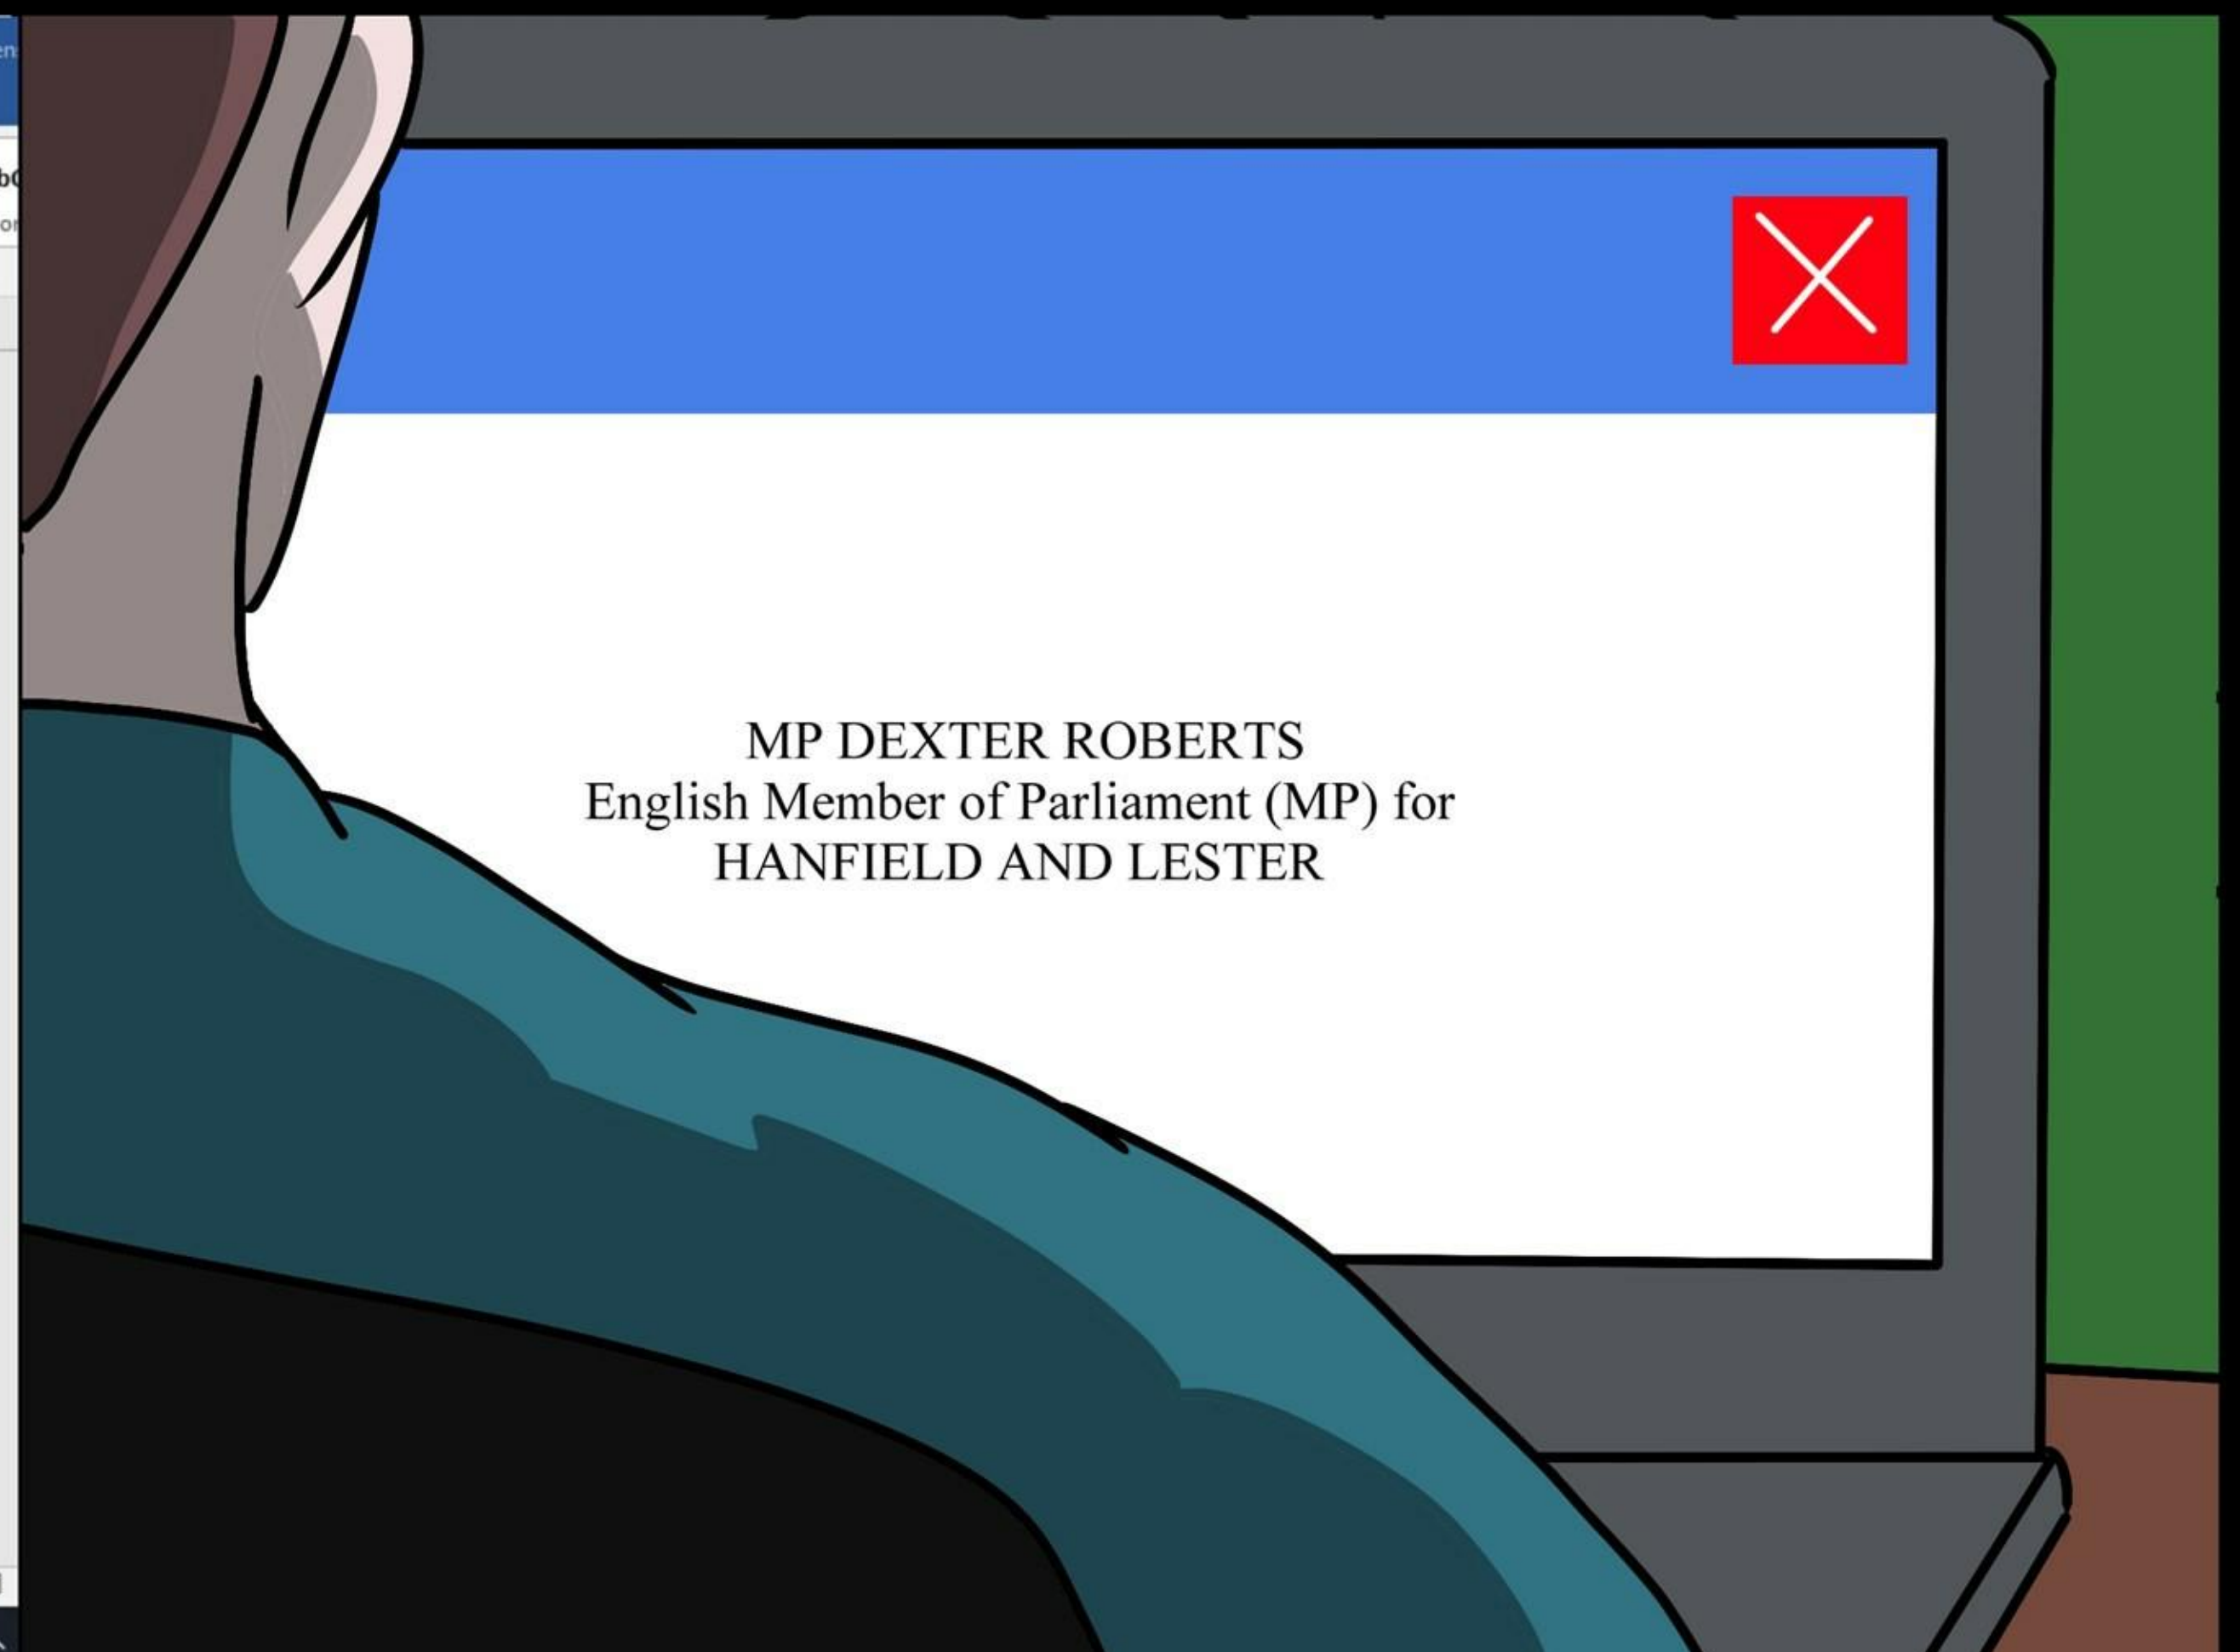 MP DEXTER ROBERTS
English Member of Parliament (MP) for
HANFIELD AND LESTER